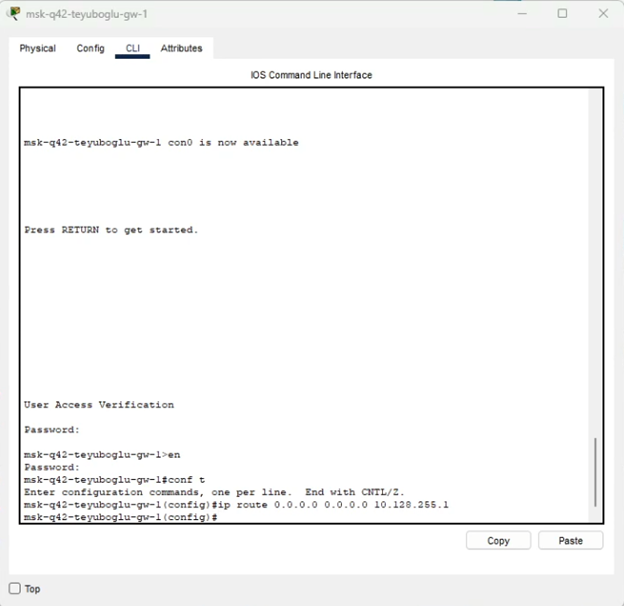 msk-q42-teyuboglu-gw-1
Physical Config CLI Attributes
IOS Command Line Interface
msk-q42-teyuboglu-gw-1 con0 is now available
Press RETURN to get started.
User Access Verification
Password:
msk-q42-teyuboglu-gw-1>en
Password:
msk-q42-teyuboglu-gw-1#conf t
Enter configuration commands, one per line.  End with CNTL/Z.
msk-q42-teyuboglu-gw-1(config)#ip route 0.0.0.0 0.0.0.0 10.128.255.1
msk-q42-teyuboglu-gw-1(config)#
Copy Paste
Top